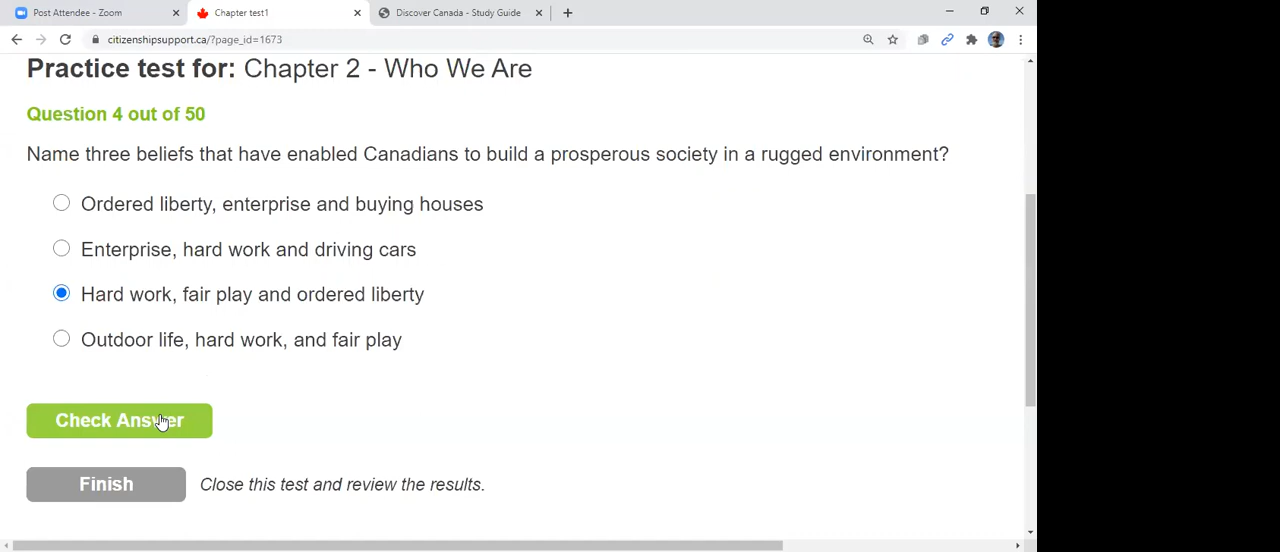 Post Attendee - Zoom
Chapter test1
Discover Canada - Study Guide
citizenshipsupport.ca/?page_id=1673
Practice test for: Chapter 2 - Who We Are
Question 4 out of 50
Name three beliefs that have enabled Canadians to build a prosperous society in a rugged environment?
Ordered liberty, enterprise and buying houses
Enterprise, hard work and driving cars
Hard work, fair play and ordered liberty
Outdoor life, hard work, and fair play
Check Answer
Finish
Close this test and review the results.